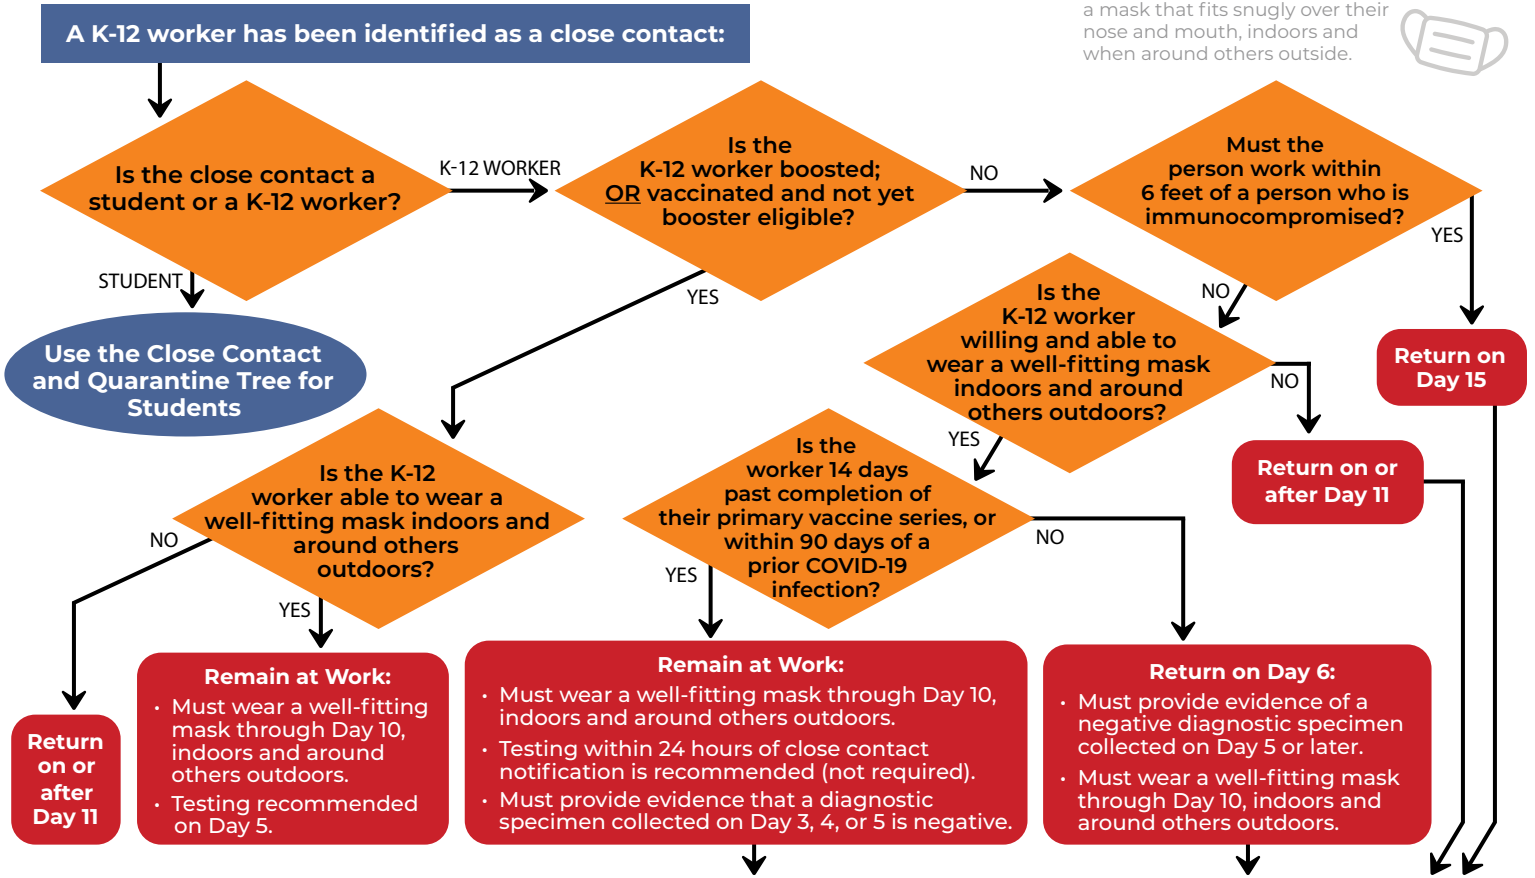 A K-12 worker has been identified as a close contact:
a mask that fits snugly over their
nose and mouth, indoors and
when around others outside.
Is the close contact a
student or a K-12 worker?
K-12 WORKER
STUDENT
Use the Close Contact
and Quarantine Tree for
Students
Is the
K-12 worker boosted;
OR vaccinated and not yet
booster eligible?
NO
YES
Must the
person work within
6 feet of a person who is
immunocompromised?
YES
NO
Return on
Day 15
Is the
K-12 worker
willing and able to
wear a well-fitting mask
indoors and around
others outdoors?
NO
YES
Return on or
after Day 11
Is the K-12
worker able to wear a
well-fitting mask indoors and
around others
outdoors?
NO
YES
Is the
worker 14 days
past completion of
their primary vaccine series, or
within 90 days of a
prior COVID-19
infection?
YES
NO
Return
on or
after
Day 11
Remain at Work:
· Must wear a well-fitting
mask through Day 10,
indoors and around
others outdoors.
· Testing recommended
on Day 5.
Remain at Work:
· Must wear a well-fitting mask through Day 10,
indoors and around others outdoors.
· Testing within 24 hours of close contact
notification is recommended (not required).
· Must provide evidence that a diagnostic
specimen collected on Day 3, 4, or 5 is negative.
Return on Day 6:
· Must provide evidence of a
negative diagnostic specimen
collected on Day 5 or later.
· Must wear a well-fitting mask
through Day 10, indoors and
around others outdoors.